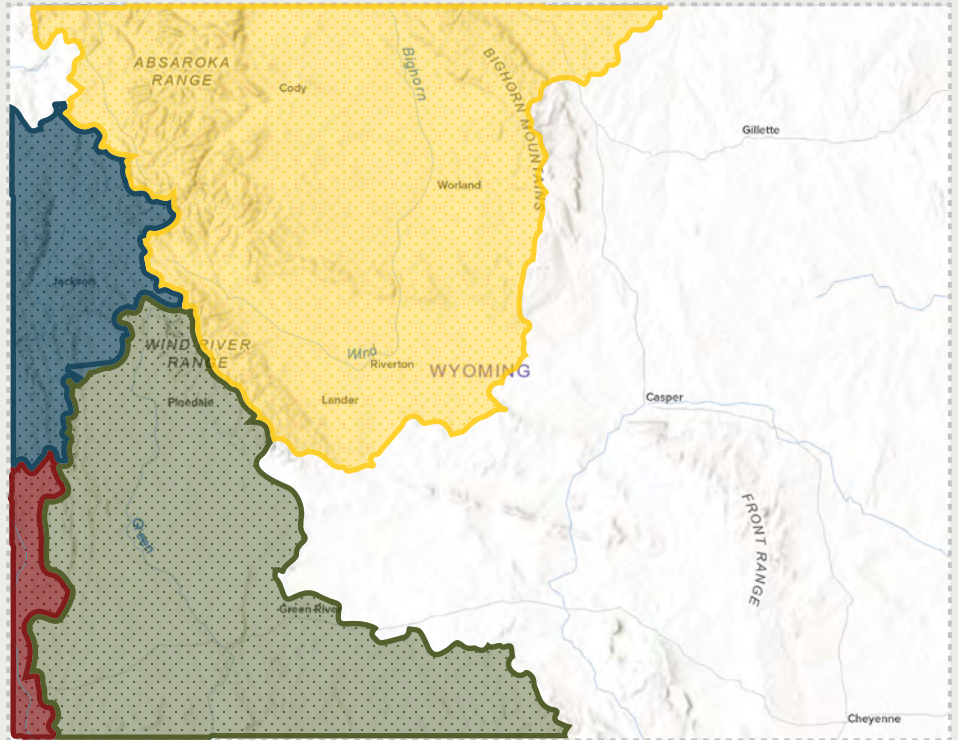 ABSAROKA
RANGE
Cody
Bighorn
BIGHORN MOUNTAINS
Gillette
Worland
Jackson
WIND RIVER
RANGE
Wind
Riverton
WYOMING
Pinedale
Lander
Casper
Green
FRONT RANGE
Green River
Cheyenne